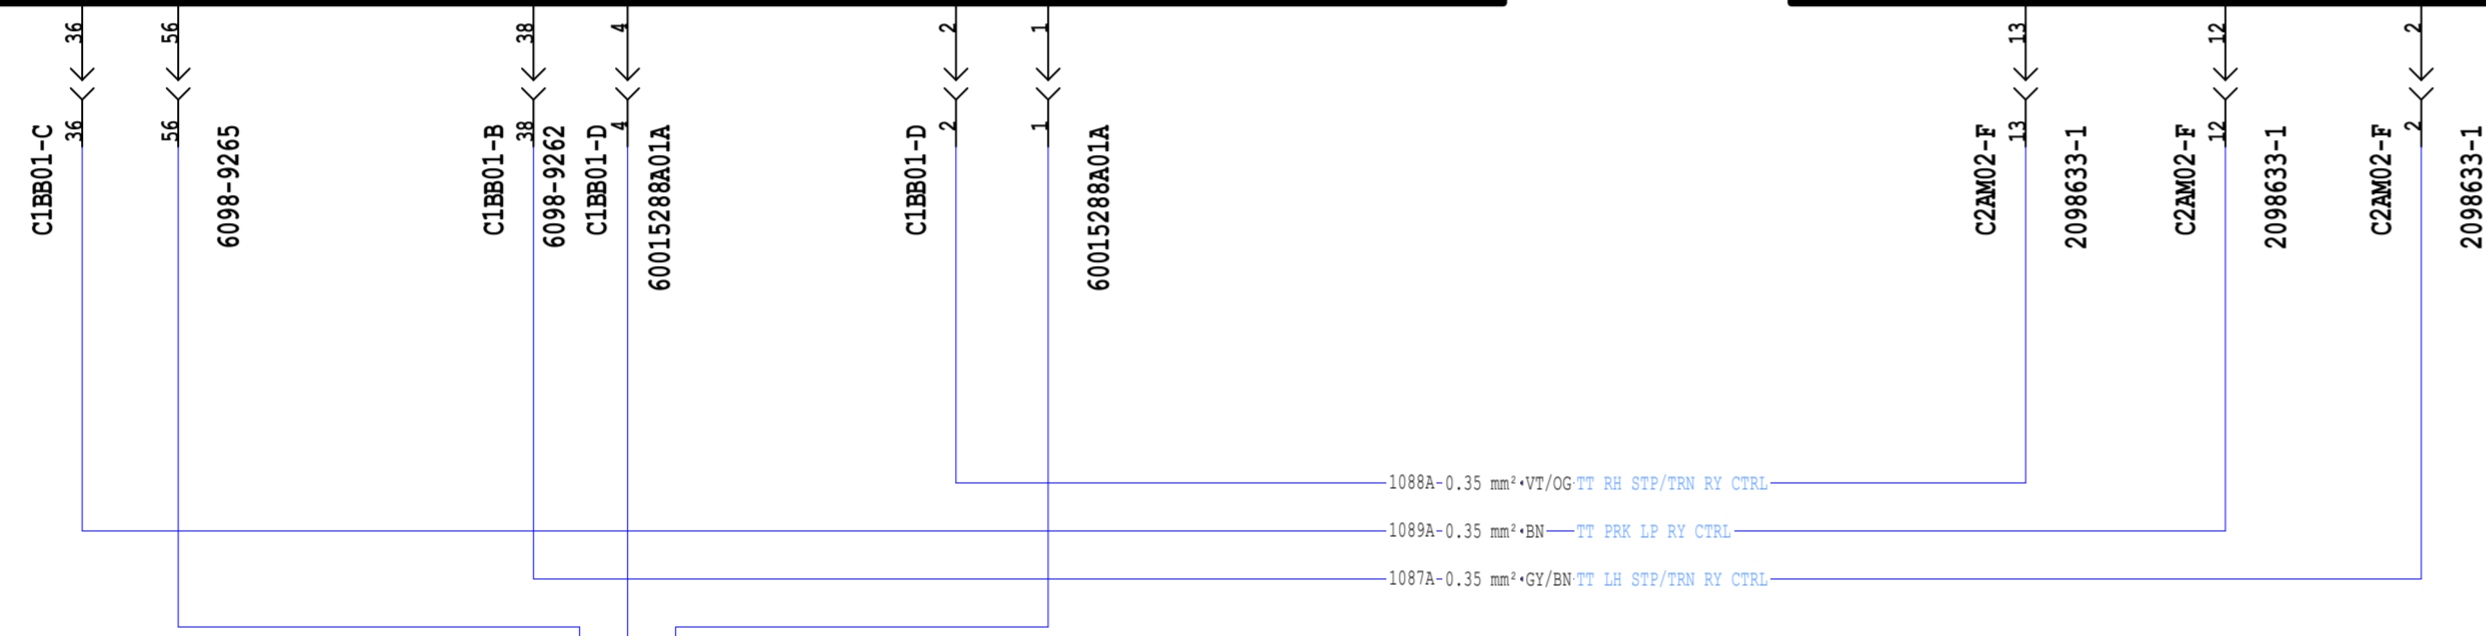 36
56
38
4
2
1
13
12
2
36
56
38
4
2
1
13
12
2
C1BB01-C
6098-9265
C1BB01-B
6098-9262
C1BB01-D
60015288A01A
C1BB01-D
60015288A01A
C2AM02-F
2098633-1
C2AM02-F
2098633-1
C2AM02-F
2098633-1
1088A-0.35 mm²•VT/OG TT RH STP/TRN RY CTRL
1089A-0.35 mm²•BN TT PRK LP RY CTRL
1087A-0.35 mm²•GY/BN TT LH STP/TRN RY CTRL